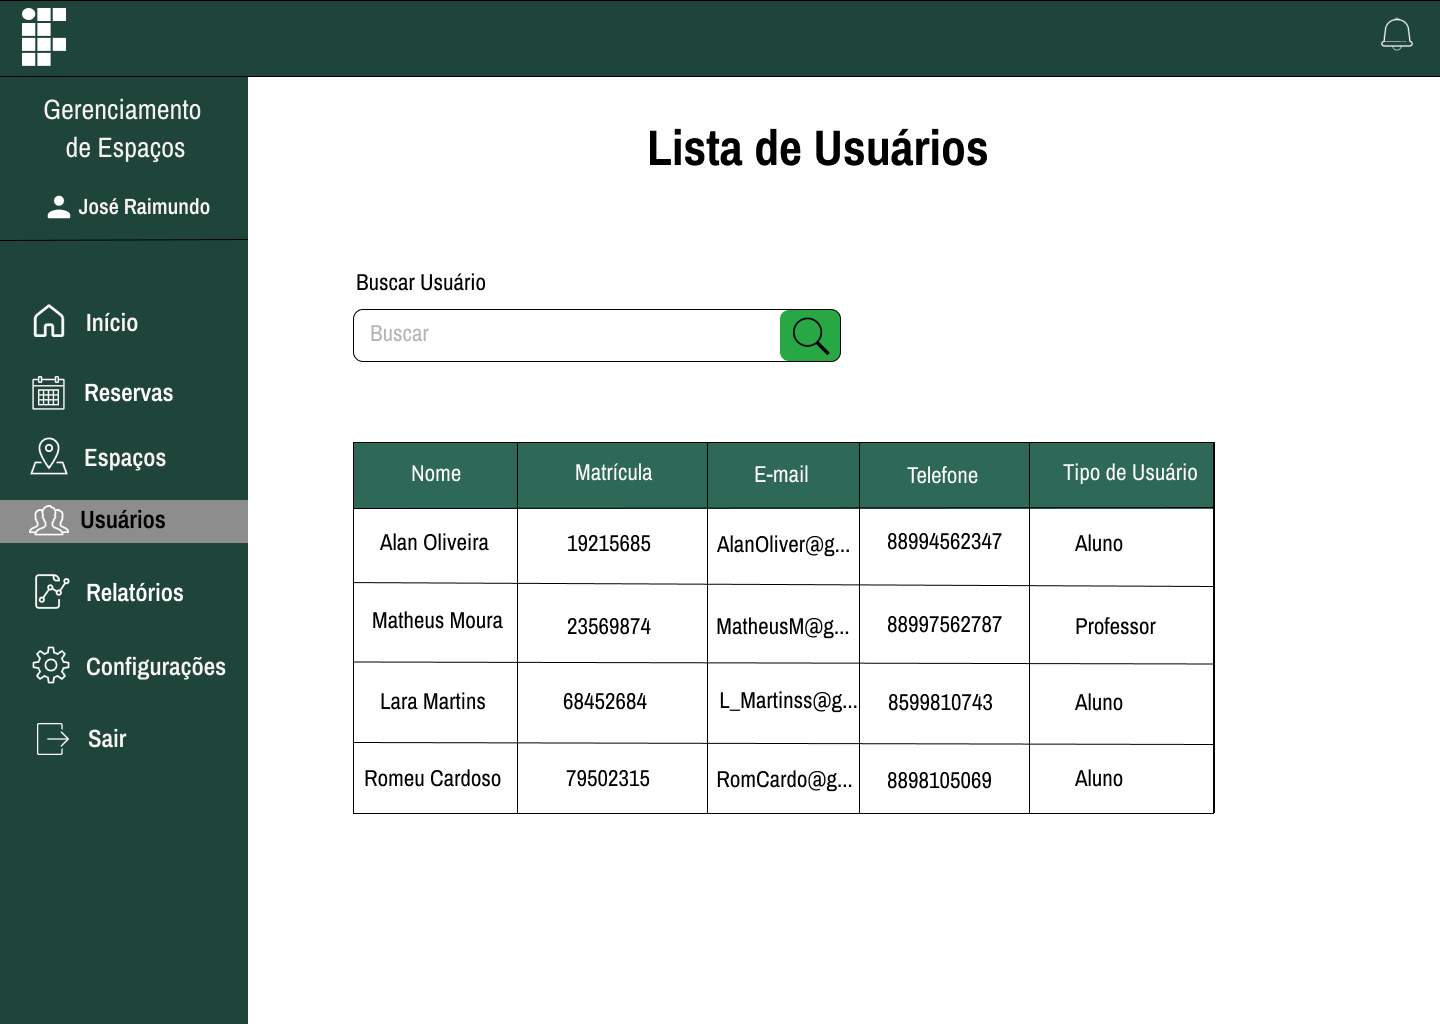 Gerenciamento
de Espaços
José Raimundo
Início
Reservas
Espaços
Usuários
Relatórios
Configurações
Sair
Lista de Usuários
Buscar Usuário
Buscar
Nome Matrícula E-mail Telefone Tipo de Usuário
Alan Oliveira 19215685 AlanOliver@g... 88994562347 Aluno
Matheus Moura 23569874 MatheusM@g... 88997562787 Professor
Lara Martins 68452684 L_Martinss@g... 8599810743 Aluno
Romeu Cardoso 79502315 RomCardo@g... 8898105069 Aluno